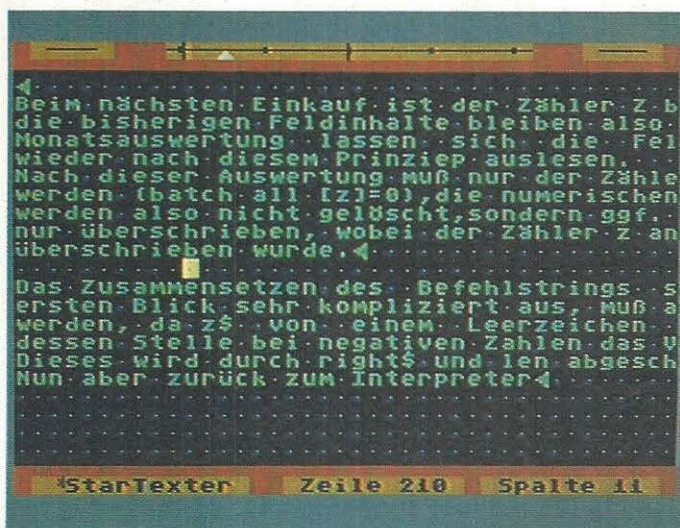 Beim nächsten Einkauf ist der Zähler Z b
die bisherigen Feldinhalte bleiben also
Monatsauswertung lassen sich die Fel
wieder nach diesem Prinziep auslesen.
Nach dieser Auswertung muß nur der Zähle
werden (batch all [z]=0),die numerischen
werden also nicht gelöscht,sondern ggf.
nur überschrieben, wobei der Zähler z an
überschrieben wurde.
Das Zusammensetzen des Befehlstrings s
ersten Blick sehr kompliziert aus, muß a
werden, da z$ von einem Leerzeichen
dessen Stelle bei negativen Zahlen das V
Dieses wird durch right$ und len abgesch
Nun aber zurück zum Interpreter
*StarTexter Zeile 210 Spalte 11